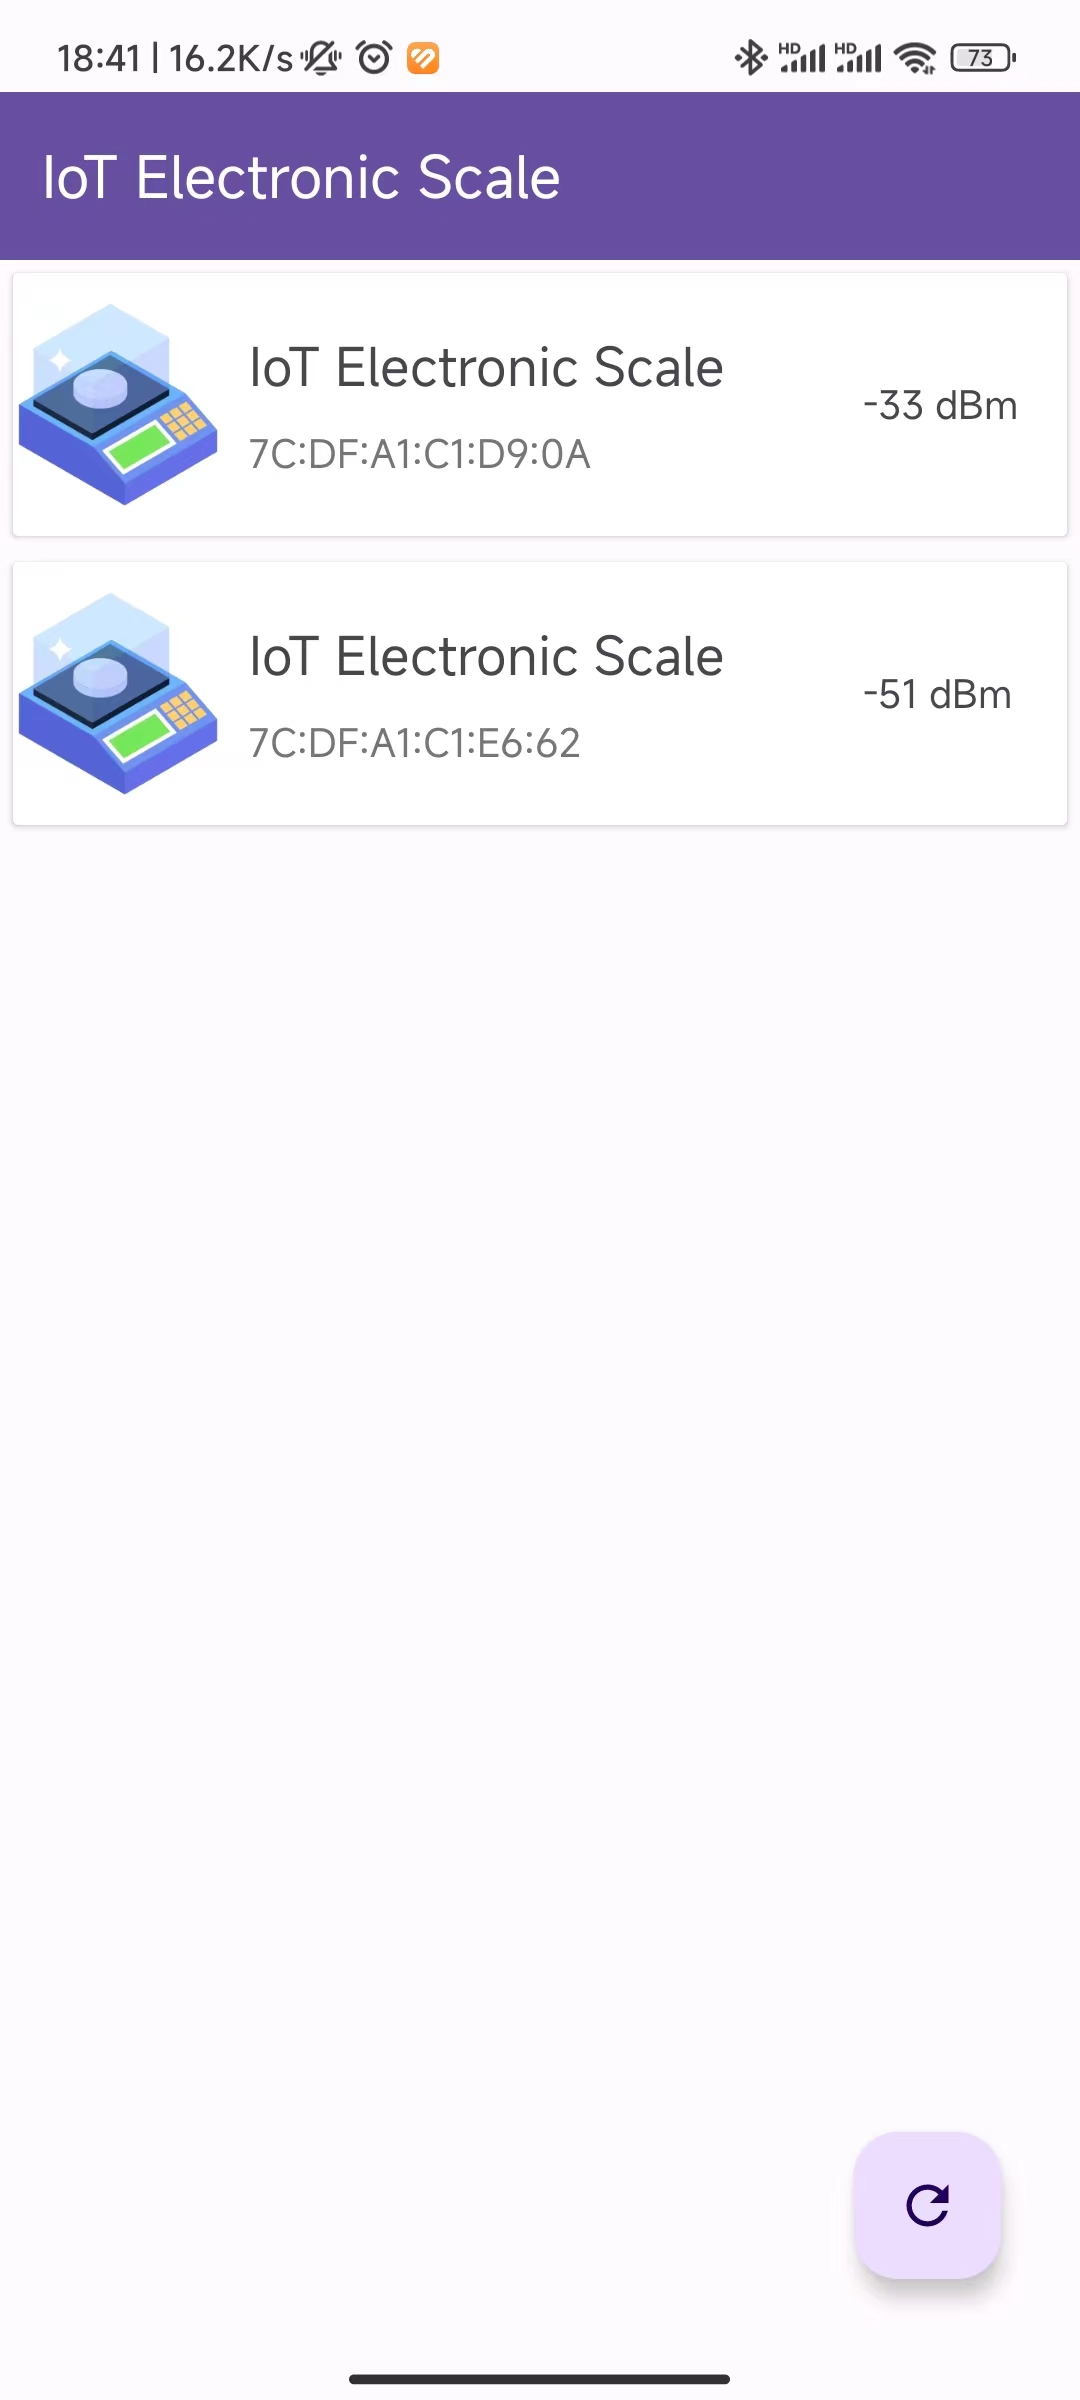 18:41 | 16.2K/s
HD HD 73
IoT Electronic Scale
IoT Electronic Scale
7C:DF:A1:C1:D9:0A
-33 dBm
IoT Electronic Scale
7C:DF:A1:C1:E6:62
-51 dBm